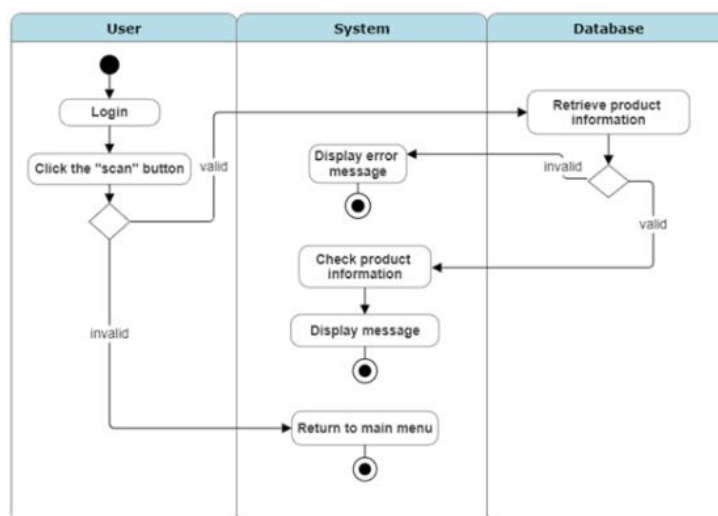 User
System
Database
Login
Retrieve product
information
Click the "scan" button
valid
Display error
message
invalid
valid
Check product
information
Display message
invalid
Return to main menu